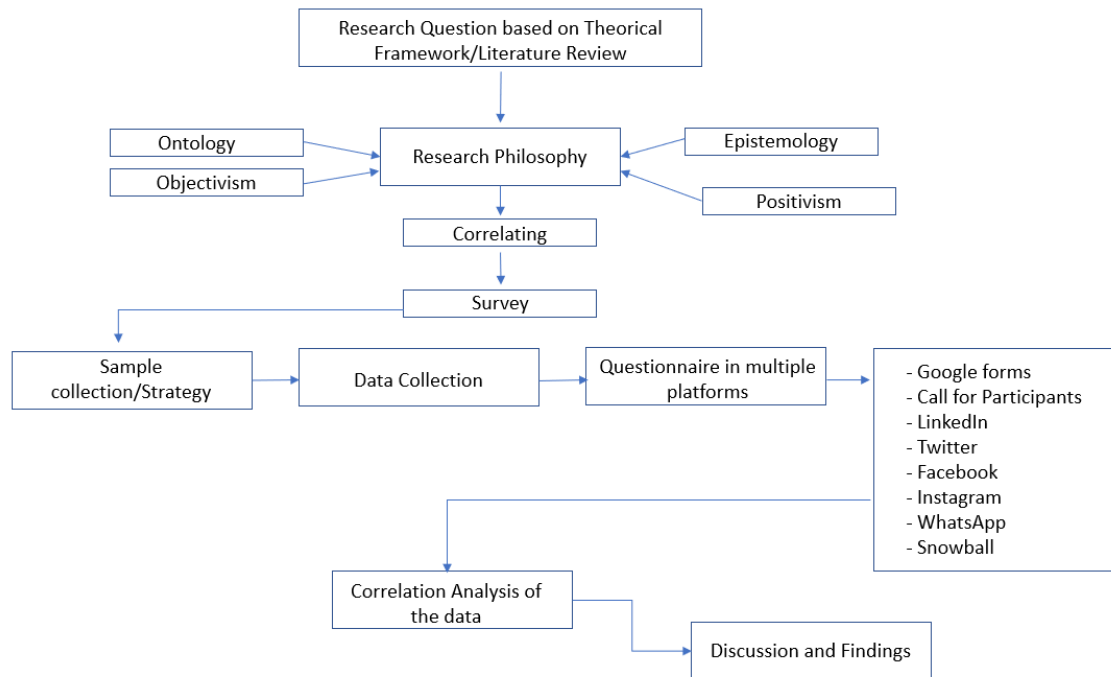 Research Question based on Theorical
Framework/Literature Review
Ontology
Epistemology
Research Philosophy
Objectivism
Positivism
Correlating
Survey
Sample
collection/Strategy
Data Collection
Questionnaire in multiple
platforms
- Google forms
- Call for Participants
- LinkedIn
- Twitter
- Facebook
- Instagram
- WhatsApp
- Snowball
Correlation Analysis of
the data
Discussion and Findings